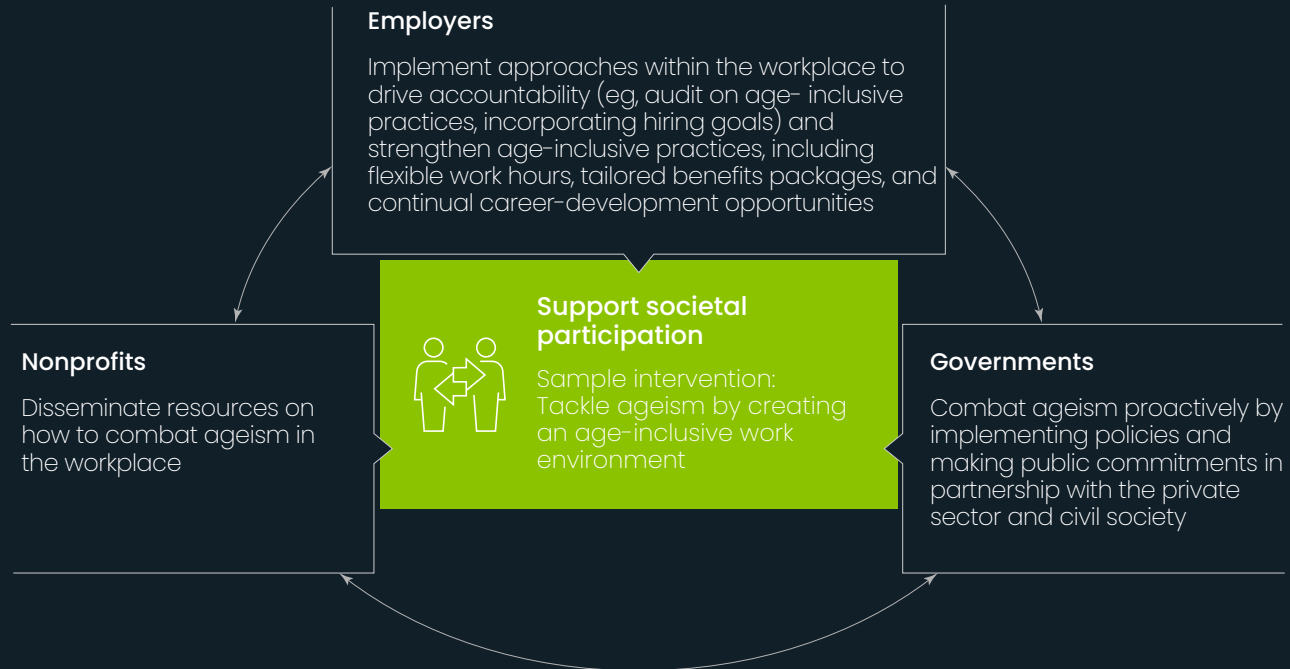 Employers
Implement approaches within the workplace to
drive accountability (eg, audit on age- inclusive
practices, incorporating hiring goals) and
strengthen age-inclusive practices, including
flexible work hours, tailored benefits packages, and
continual career-development opportunities
Support societal
participation
Sample intervention:
Tackle ageism by creating
an age-inclusive work
environment
Nonprofits
Disseminate resources on
how to combat ageism in
the workplace
Governments
Combat ageism proactively by
implementing policies and
making public commitments in
partnership with the private
sector and civil society